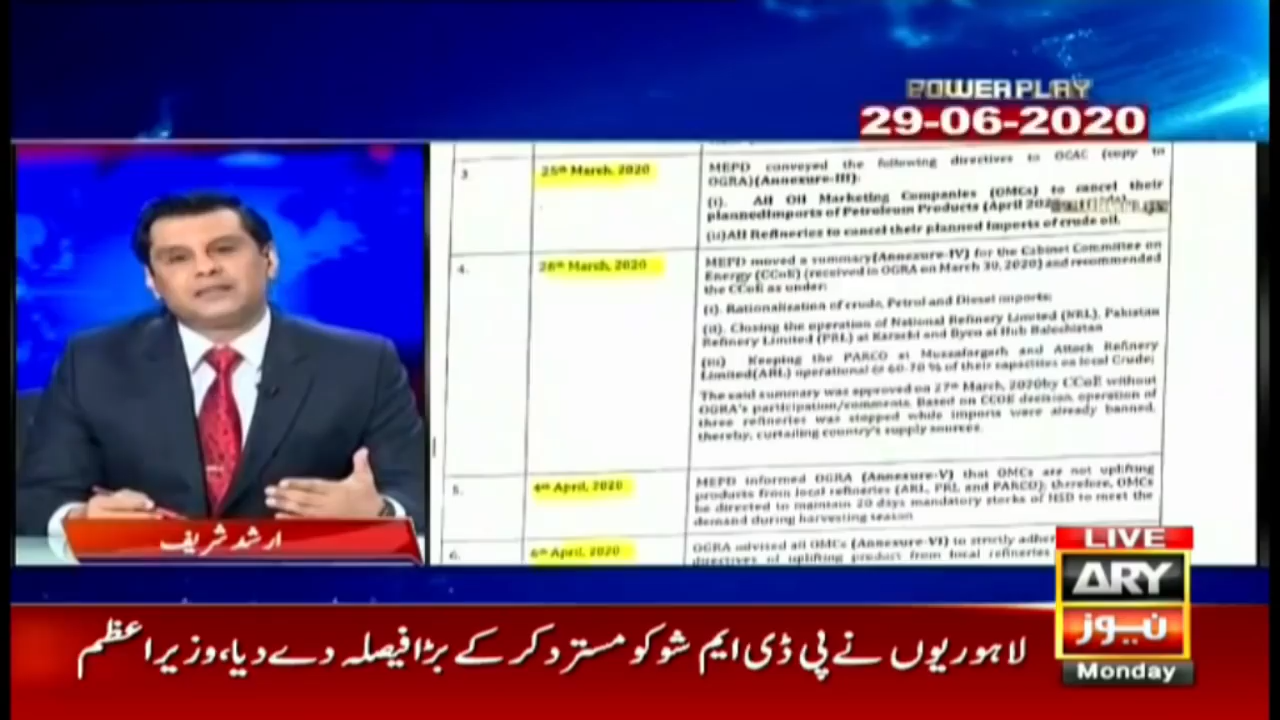 POWER PLAY
29-06-2020
3
25th March, 2020
MEPD conveyed the following directives to OCAC (copy to
OGRA)(Annexure-III):
(i). All Oil Marketing Companies (OMCs) to cancel their
plannedImports of Petroleum Products (April
(ii)All Refineries to cancel their planned Imports of crude oil.
4.
26th March, 2020
MEPD moved a summary(Annexure-IV) for the Cabinet Committee on
Energy (CCoE) (received in OGRA on March 30, 2020) and recommended
the CCoE as under:
(i). Rationalization of crude, Petrol and Diesel imports;
(ii). Closing the operation of National Refinery Limited (NRL), Pakistan
Refinery Limited (PRL) at Karachi and Byco at Hub Balochistan
(iii) Keeping the PARCO at Muzzafargarh and Attock Refinery
Limited(ARL) operational @ 60-70 % of their capacities on local Crude;
The said summary was approved on 27th March, 2020by CCoE without
OGRA's participation/comments. Based on CCOE decision, operation of
three refineries was stopped while imports were already banned,
thereby, curtailing country's supply sources.
5.
4th April, 2020
MEPD informed OGRA (Annexure-V) that OMCs are not uplifting
products from local refineries (ARL, PRL and PARCO); therefore, OMCs
be directed to maintain 20 days mandatory stocks of HSD to meet the
demand during harvesting season
6.
6th April, 2020
OGRA advised all OMCs (Annexure-VI) to strictly
directives of uplifting product from local refineries
ارشد شریف
LIVE
ARY
نیوز
Monday
لاہوریوں نے پی ڈی ایم شو کو مسترد کر کے بڑا فیصلہ دے دیا، وزیراعظم